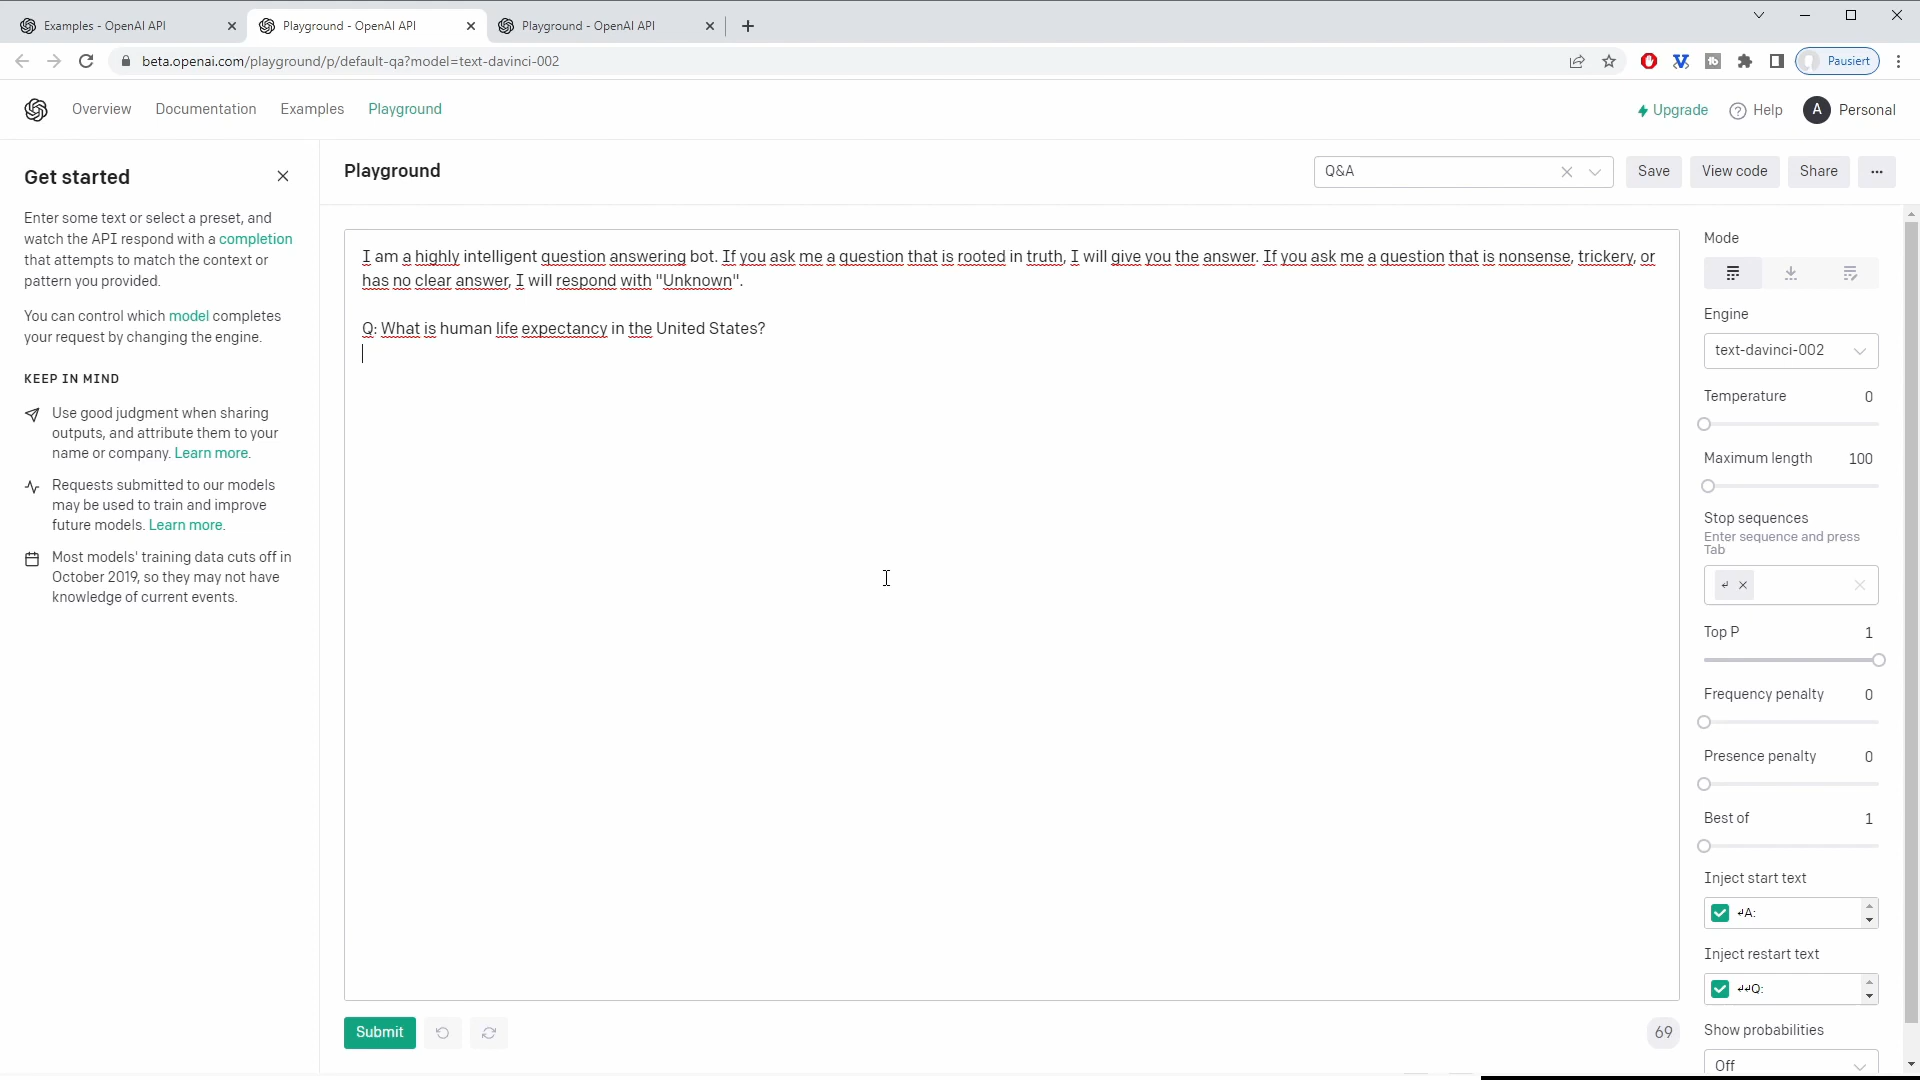 Examples - OpenAI API
Playground - OpenAI API
Playground - OpenAI API
beta.openai.com/playground/p/default-qa?model=text-davinci-002
Pausiert
Overview
Documentation
Examples
Playground
Upgrade
Help
A
Personal
Get started
Enter some text or select a preset, and
watch the API respond with a completion
that attempts to match the context or
pattern you provided.
You can control which model completes
your request by changing the engine.
KEEP IN MIND
Use good judgment when sharing
outputs, and attribute them to your
name or company. Learn more.
Requests submitted to our models
may be used to train and improve
future models. Learn more.
Most models' training data cuts off in
October 2019, so they may not have
knowledge of current events.
Playground
Q&A
Save
View code
Share
...
I am a highly intelligent question answering bot. If you ask me a question that is rooted in truth, I will give you the answer. If you ask me a question that is nonsense, trickery, or
has no clear answer, I will respond with "Unknown".
Q: What is human life expectancy in the United States?
Submit
69
Mode
Engine
text-davinci-002
Temperature 0
Maximum length 100
Stop sequences
Enter sequence and press
Tab
↵
Top P 1
Frequency penalty 0
Presence penalty 0
Best of 1
Inject start text
↵A:
Inject restart text
↵↵Q:
Show probabilities
Off